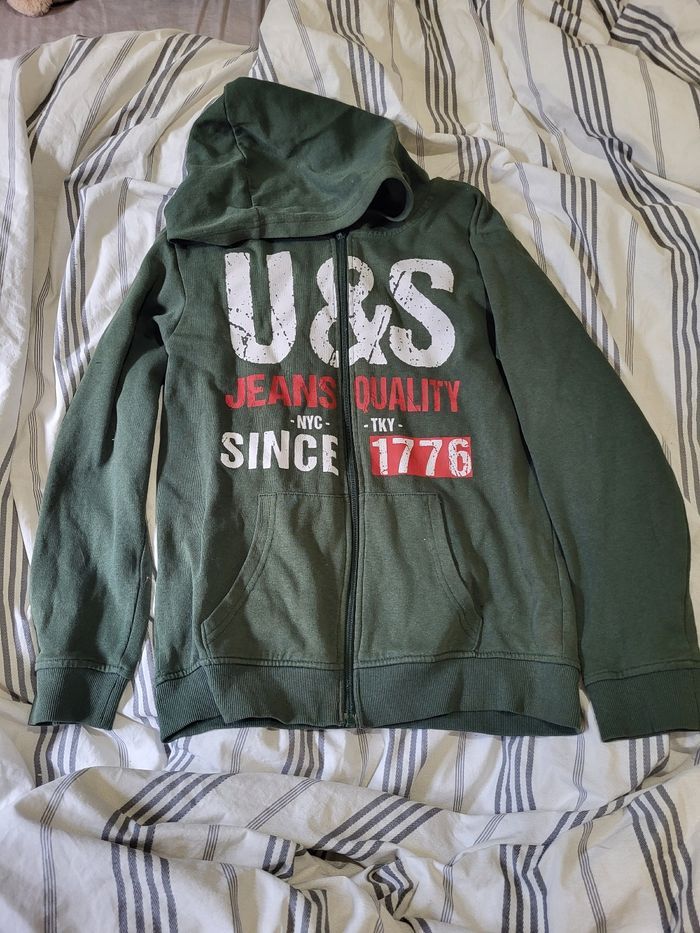 U&S
JEANS QUALITY
- NYC - - TKY -
SINCE 1776